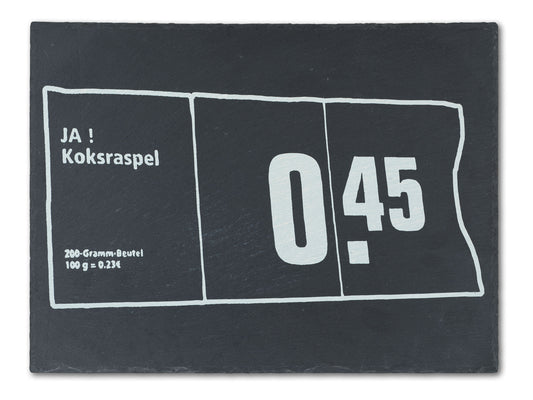 JA !
Koksraspel
0.45
200-Gramm-Beutel
100 g = 0.23€